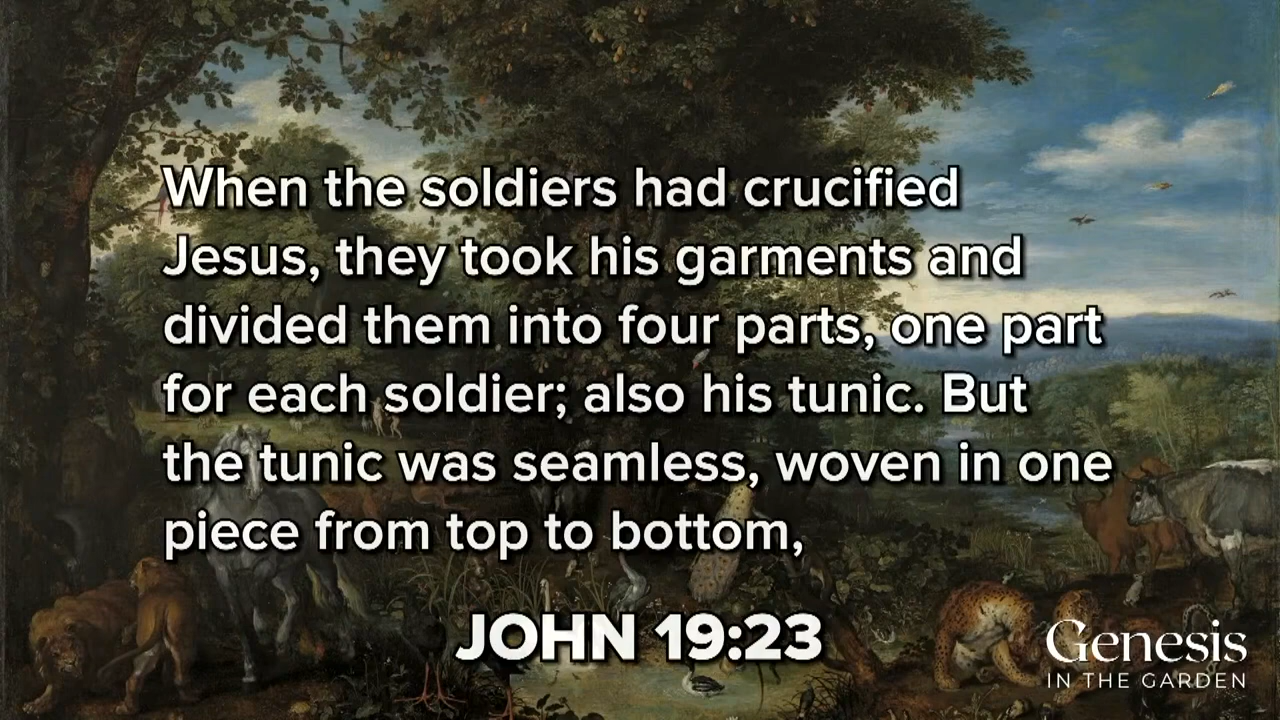 When the soldiers had crucified
Jesus, they took his garments and
divided them into four parts, one part
for each soldier; also his tunic. But
the tunic was seamless, woven in one
piece from top to bottom,
JOHN 19:23
Genesis
IN THE GARDEN